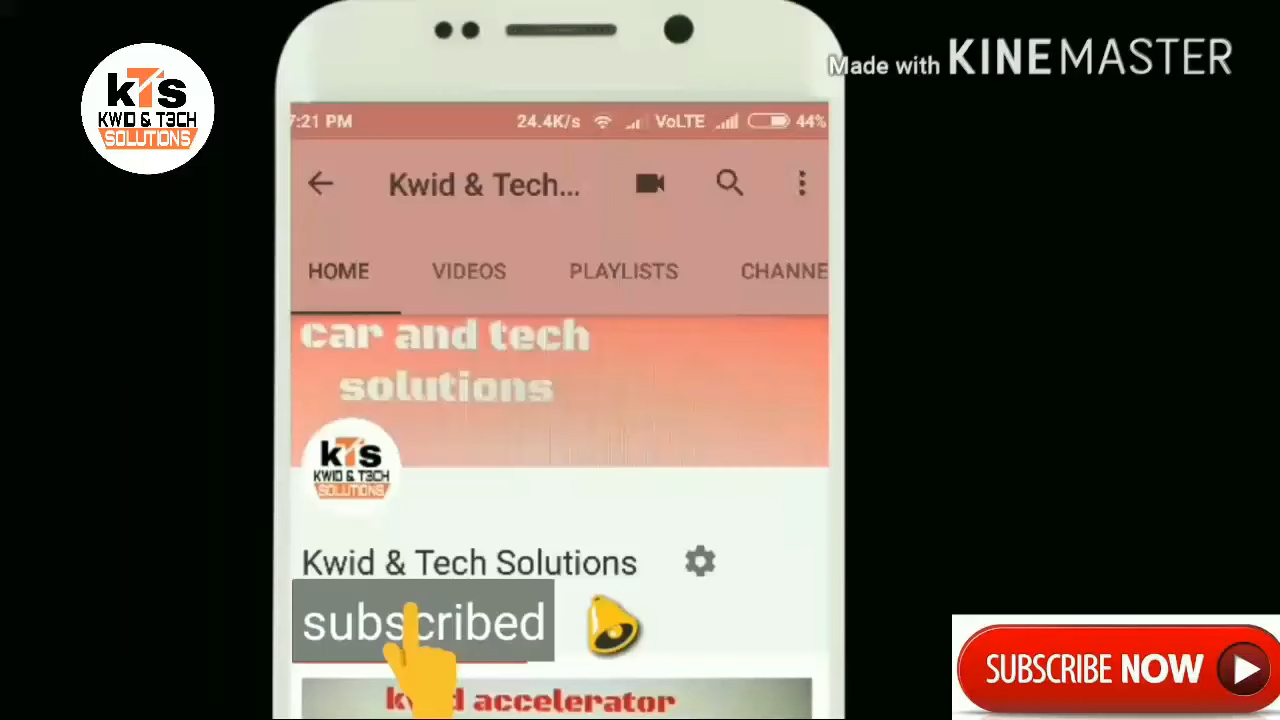 KTS
KWID & T3CH
SOLUTIONS
Made with KINEMASTER
7:21 PM 24.4K/s VoLTE 44%
Kwid & Tech...
HOME VIDEOS PLAYLISTS CHANNE
car and tech
solutions
KTS
KWID & T3CH
SOLUTIONS
Kwid & Tech Solutions
subscribed
kwid accelerator
SUBSCRIBE NOW